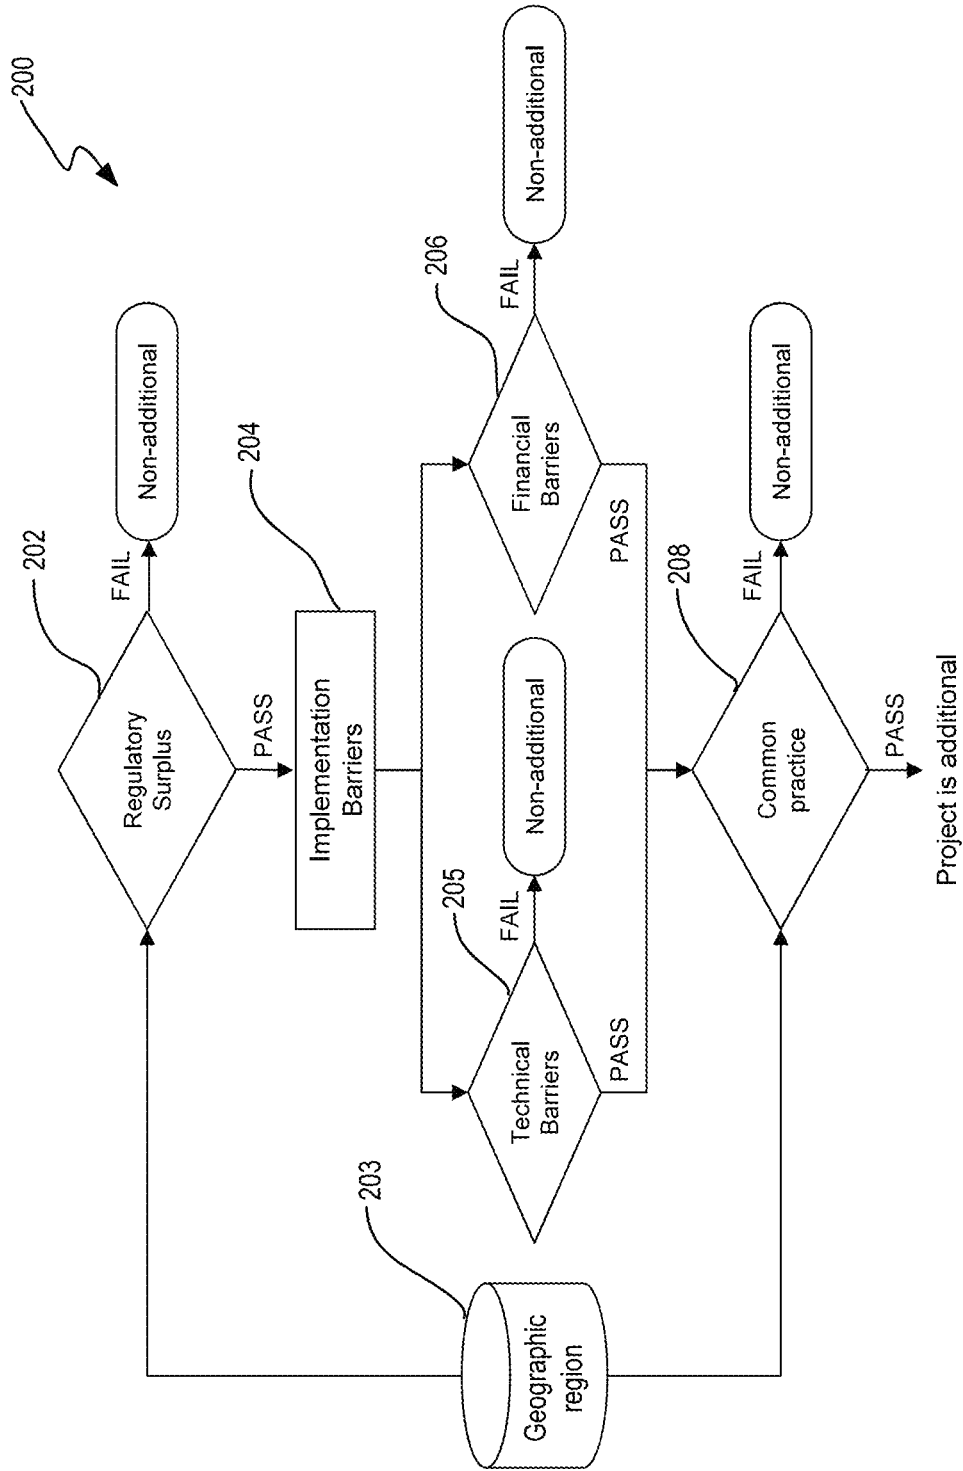 200
202
Regulatory
Surplus
FAIL
Non-additional
PASS
204
Implementation
Barriers
203
Geographic
region
205
Technical
Barriers
FAIL
Non-additional
PASS
206
Financial
Barriers
FAIL
Non-additional
PASS
208
Common
practice
FAIL
Non-additional
PASS
Project is additional